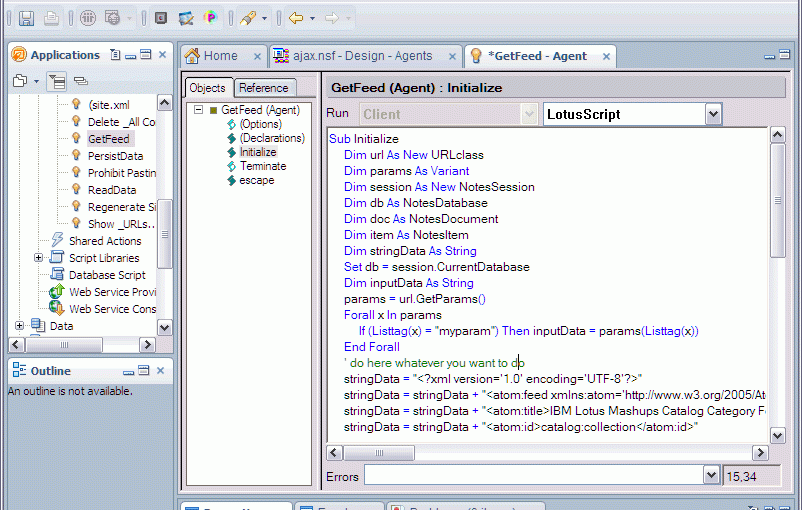 Applications
Home
ajax.nsf - Design - Agents
*GetFeed - Agent
(site.xml
Delete _All Co
GetFeed
PersistData
Prohibit Pastin
ReadData
Regenerate Si
Show _URLs...
Shared Actions
Script Libraries
Database Script
Web Service Provi
Web Service Cons
Data
Outline
An outline is not available.
Objects
Reference
GetFeed (Agent)
(Options)
(Declarations)
Initialize
Terminate
escape
GetFeed (Agent) : Initialize
Run
Client
LotusScript
Sub Initialize
Dim url As New URLclass
Dim params As Variant
Dim session As New NotesSession
Dim db As NotesDatabase
Dim doc As NotesDocument
Dim item As NotesItem
Dim stringData As String
Set db = session.CurrentDatabase
Dim inputData As String
params = url.GetParams()
Forall x In params
If (Listtag(x) = "myparam") Then inputData = params(Listtag(x))
End Forall
' do here whatever you want to do
stringData = "<?xml version='1.0' encoding='UTF-8'?>"
stringData = stringData + "<atom:feed xmlns:atom='http://www.w3.org/2005/Ato
stringData = stringData + "<atom:title>IBM Lotus Mashups Catalog Category Fe
stringData = stringData + "<atom:id>catalog:collection</atom:id>"
Errors
15,34